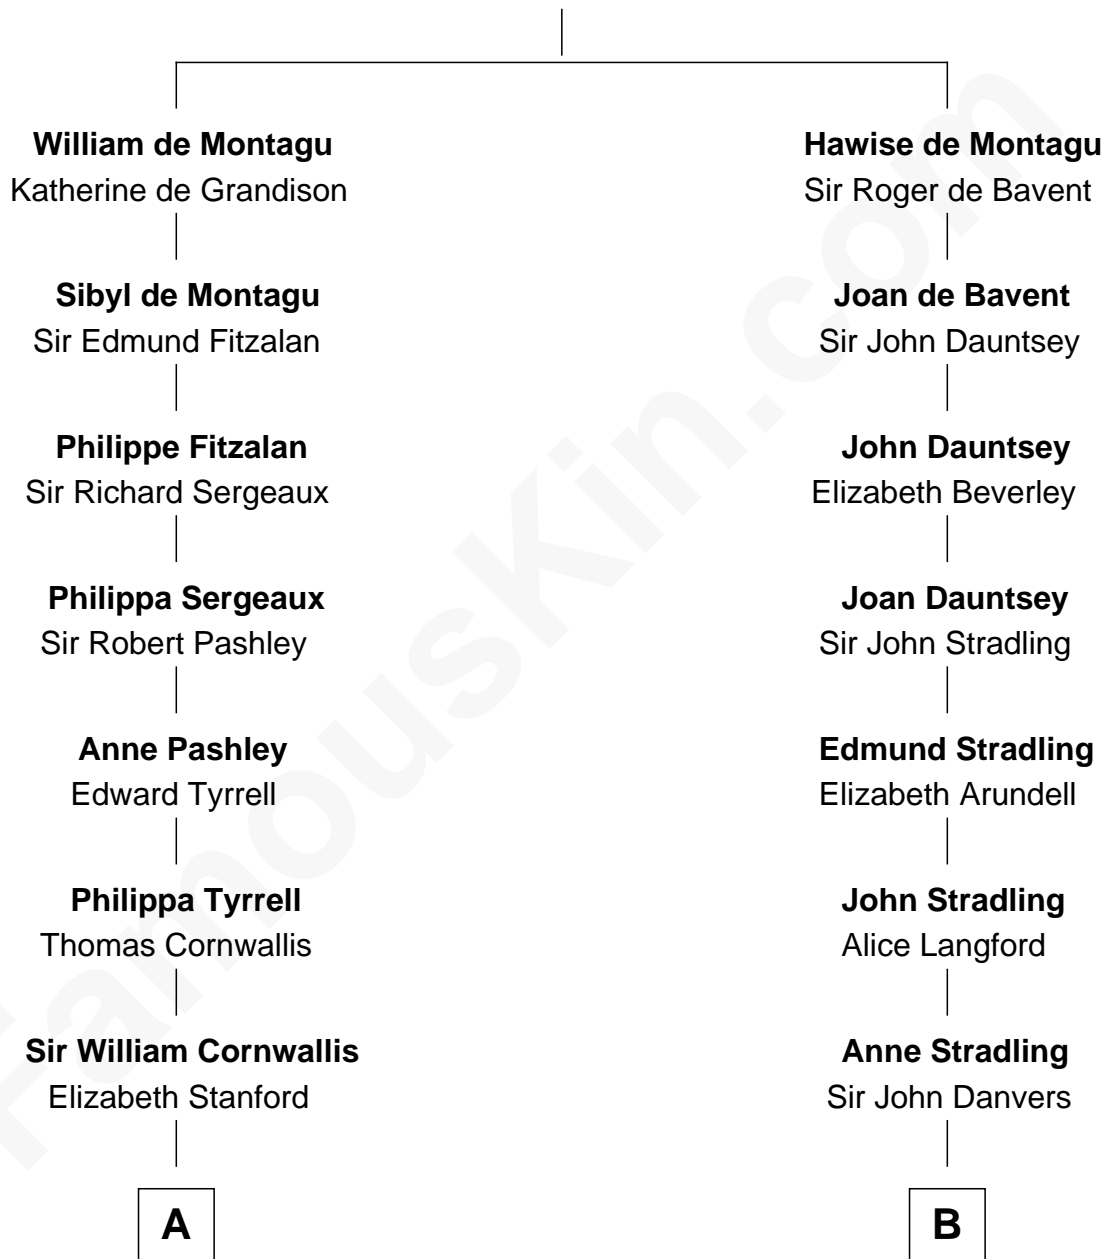 William de Montagu
Katherine de Grandison
Sibyl de Montagu
Sir Edmund Fitzalan
Philippe Fitzalan
Sir Richard Sergeaux
Philippa Sergeaux
Sir Robert Pashley
Anne Pashley
Edward Tyrrell
Philippa Tyrrell
Thomas Cornwallis
Sir William Cornwallis
Elizabeth Stanford
A
Hawise de Montagu
Sir Roger de Bavent
Joan de Bavent
Sir John Dauntsey
John Dauntsey
Elizabeth Beverley
Joan Dauntsey
Sir John Stradling
Edmund Stradling
Elizabeth Arundell
John Stradling
Alice Langford
Anne Stradling
Sir John Danvers
B
FamousKin.com